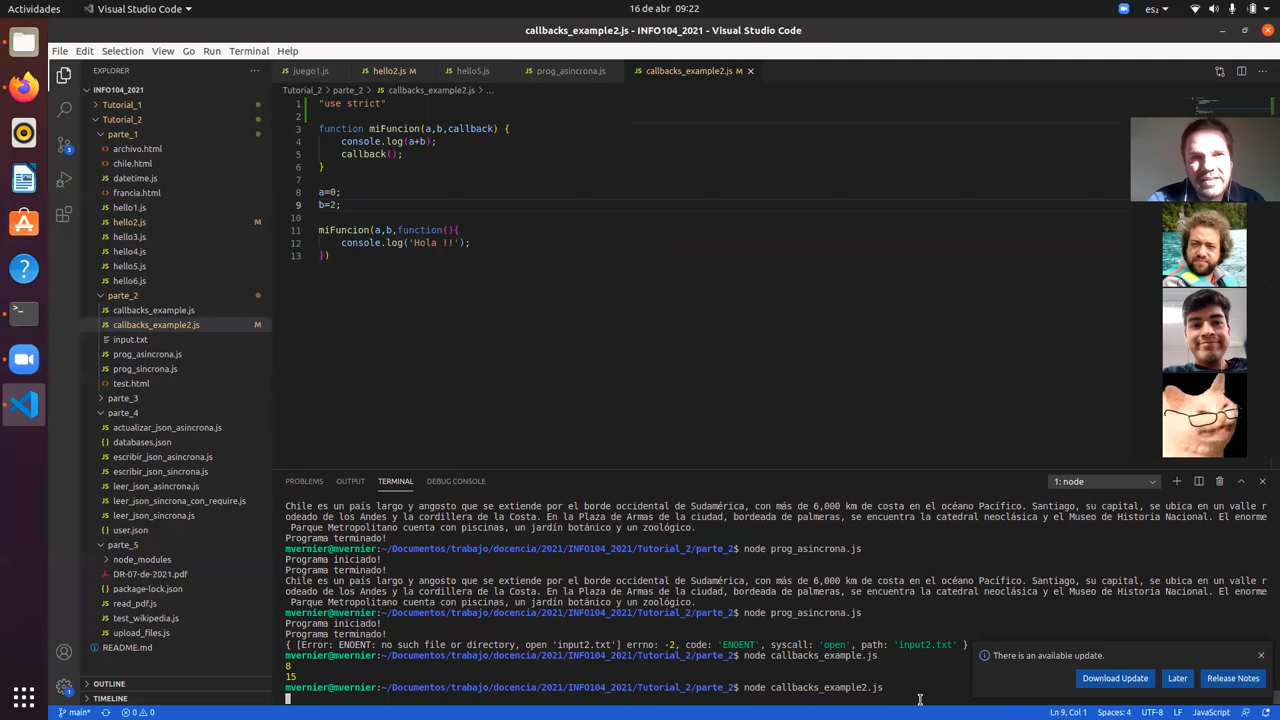 Actividades
Visual Studio Code
16 de abr 09:22
es₂
callbacks_example2.js - INFO104_2021 - Visual Studio Code
File Edit Selection View Go Run Terminal Help
EXPLORER
INFO104_2021
Tutorial_1
Tutorial_2
parte_1
archivo.html
chile.html
datetime.js
francia.html
hello1.js
hello2.js M
hello3.js
hello4.js
hello5.js
hello6.js
parte_2
callbacks_example.js
callbacks_example2.js M
input.txt
prog_asincrona.js
prog_sincrona.js
test.html
parte_3
parte_4
actualizar_json_asincrona.js
databases.json
escribir_json_asincrona.js
escribir_json_sincrona.js
leer_json_asincrona.js
leer_json_sincrona_con_require.js
leer_json_sincrona.js
user.json
parte_5
node_modules
DR-07-de-2021.pdf
package-lock.json
read_pdf.js
test_wikipedia.js
upload_files.js
README.md
OUTLINE
TIMELINE
juego1.js
hello2.js M
hello5.js
prog_asincrona.js
callbacks_example2.js M
Tutorial_2 > parte_2 > callbacks_example2.js > ...
1 "use strict"
2
3 function miFuncion(a,b,callback) {
4 console.log(a+b);
5 callback();
6 }
7
8 a=0;
9 b=2;
10
11 miFuncion(a,b,function(){
12 console.log('Hola !!');
13 })
PROBLEMS OUTPUT TERMINAL DEBUG CONSOLE
1: node
Chile es un país largo y angosto que se extiende por el borde occidental de Sudamérica, con más de 6,000 km de costa en el océano Pacífico. Santiago, su capital, se ubica en un valle r
odeado de los Andes y la cordillera de la Costa. En la Plaza de Armas de la ciudad, bordeada de palmeras, se encuentra la catedral neoclásica y el Museo de Historia Nacional. El enorme
Parque Metropolitano cuenta con piscinas, un jardín botánico y un zoológico.
Programa terminado!
mvernier@mvernier:~/Documentos/trabajo/docencia/2021/INFO104_2021/Tutorial_2/parte_2$ node prog_asincrona.js
Programa iniciado!
Programa terminado!
Chile es un país largo y angosto que se extiende por el borde occidental de Sudamérica, con más de 6,000 km de costa en el océano Pacífico. Santiago, su capital, se ubica en un valle r
odeado de los Andes y la cordillera de la Costa. En la Plaza de Armas de la ciudad, bordeada de palmeras, se encuentra la catedral neoclásica y el Museo de Historia Nacional. El enorme
Parque Metropolitano cuenta con piscinas, un jardín botánico y un zoológico.
mvernier@mvernier:~/Documentos/trabajo/docencia/2021/INFO104_2021/Tutorial_2/parte_2$ node prog_asincrona.js
Programa iniciado!
Programa terminado!
{ [Error: ENOENT: no such file or directory, open 'input2.txt'] errno: -2, code: 'ENOENT', syscall: 'open', path: 'input2.txt' }
mvernier@mvernier:~/Documentos/trabajo/docencia/2021/INFO104_2021/Tutorial_2/parte_2$ node callbacks_example.js
8
15
mvernier@mvernier:~/Documentos/trabajo/docencia/2021/INFO104_2021/Tutorial_2/parte_2$ node callbacks_example2.js
There is an available update.
Download Update Later Release Notes
main* 0 0 Ln 9, Col 1 Spaces: 4 UTF-8 LF JavaScript